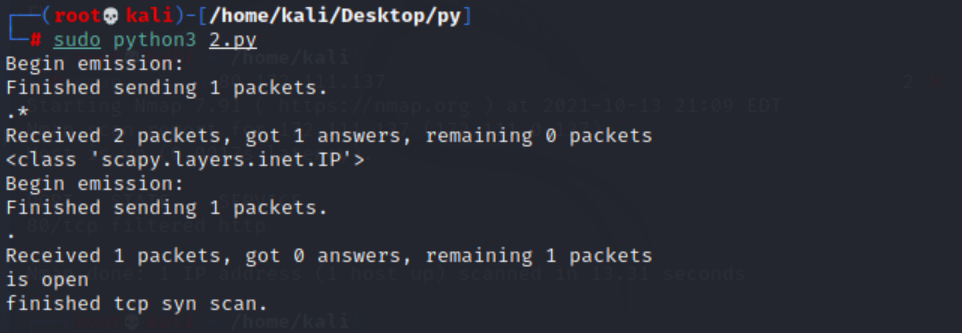 (root💀kali)-[/home/kali/Desktop/py]
# sudo python3 2.py
Begin emission:
Finished sending 1 packets.
.*
Received 2 packets, got 1 answers, remaining 0 packets
<class 'scapy.layers.inet.IP'>
Begin emission:
Finished sending 1 packets.
.
Received 1 packets, got 0 answers, remaining 1 packets
is open
finished tcp syn scan.